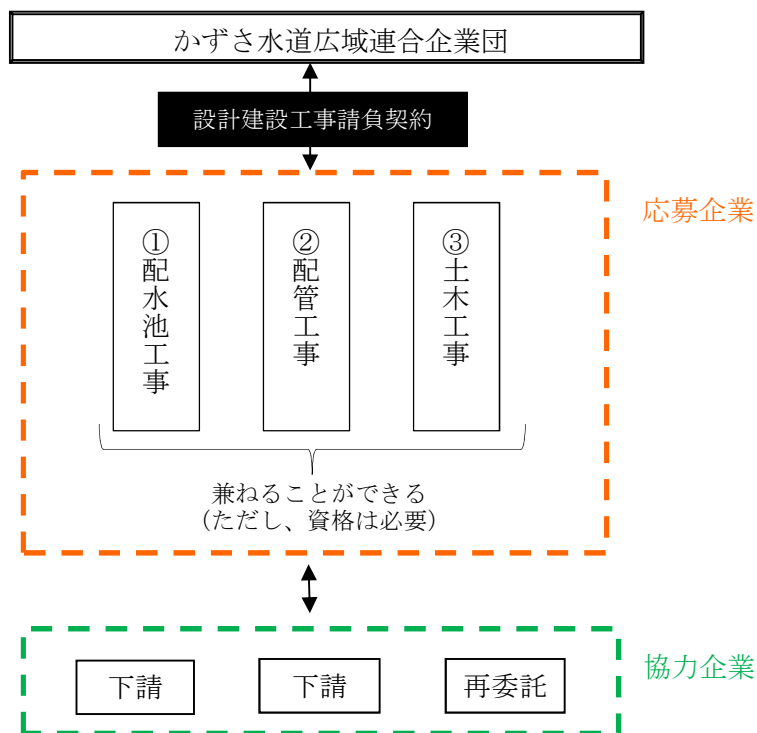 かずさ水道広域連合企業団
設計建設工事請負契約
応募企業
①配水池工事
②配管工事
③土木工事
兼ねることができる
（ただし、資格は必要）
協力企業
下請
下請
再委託